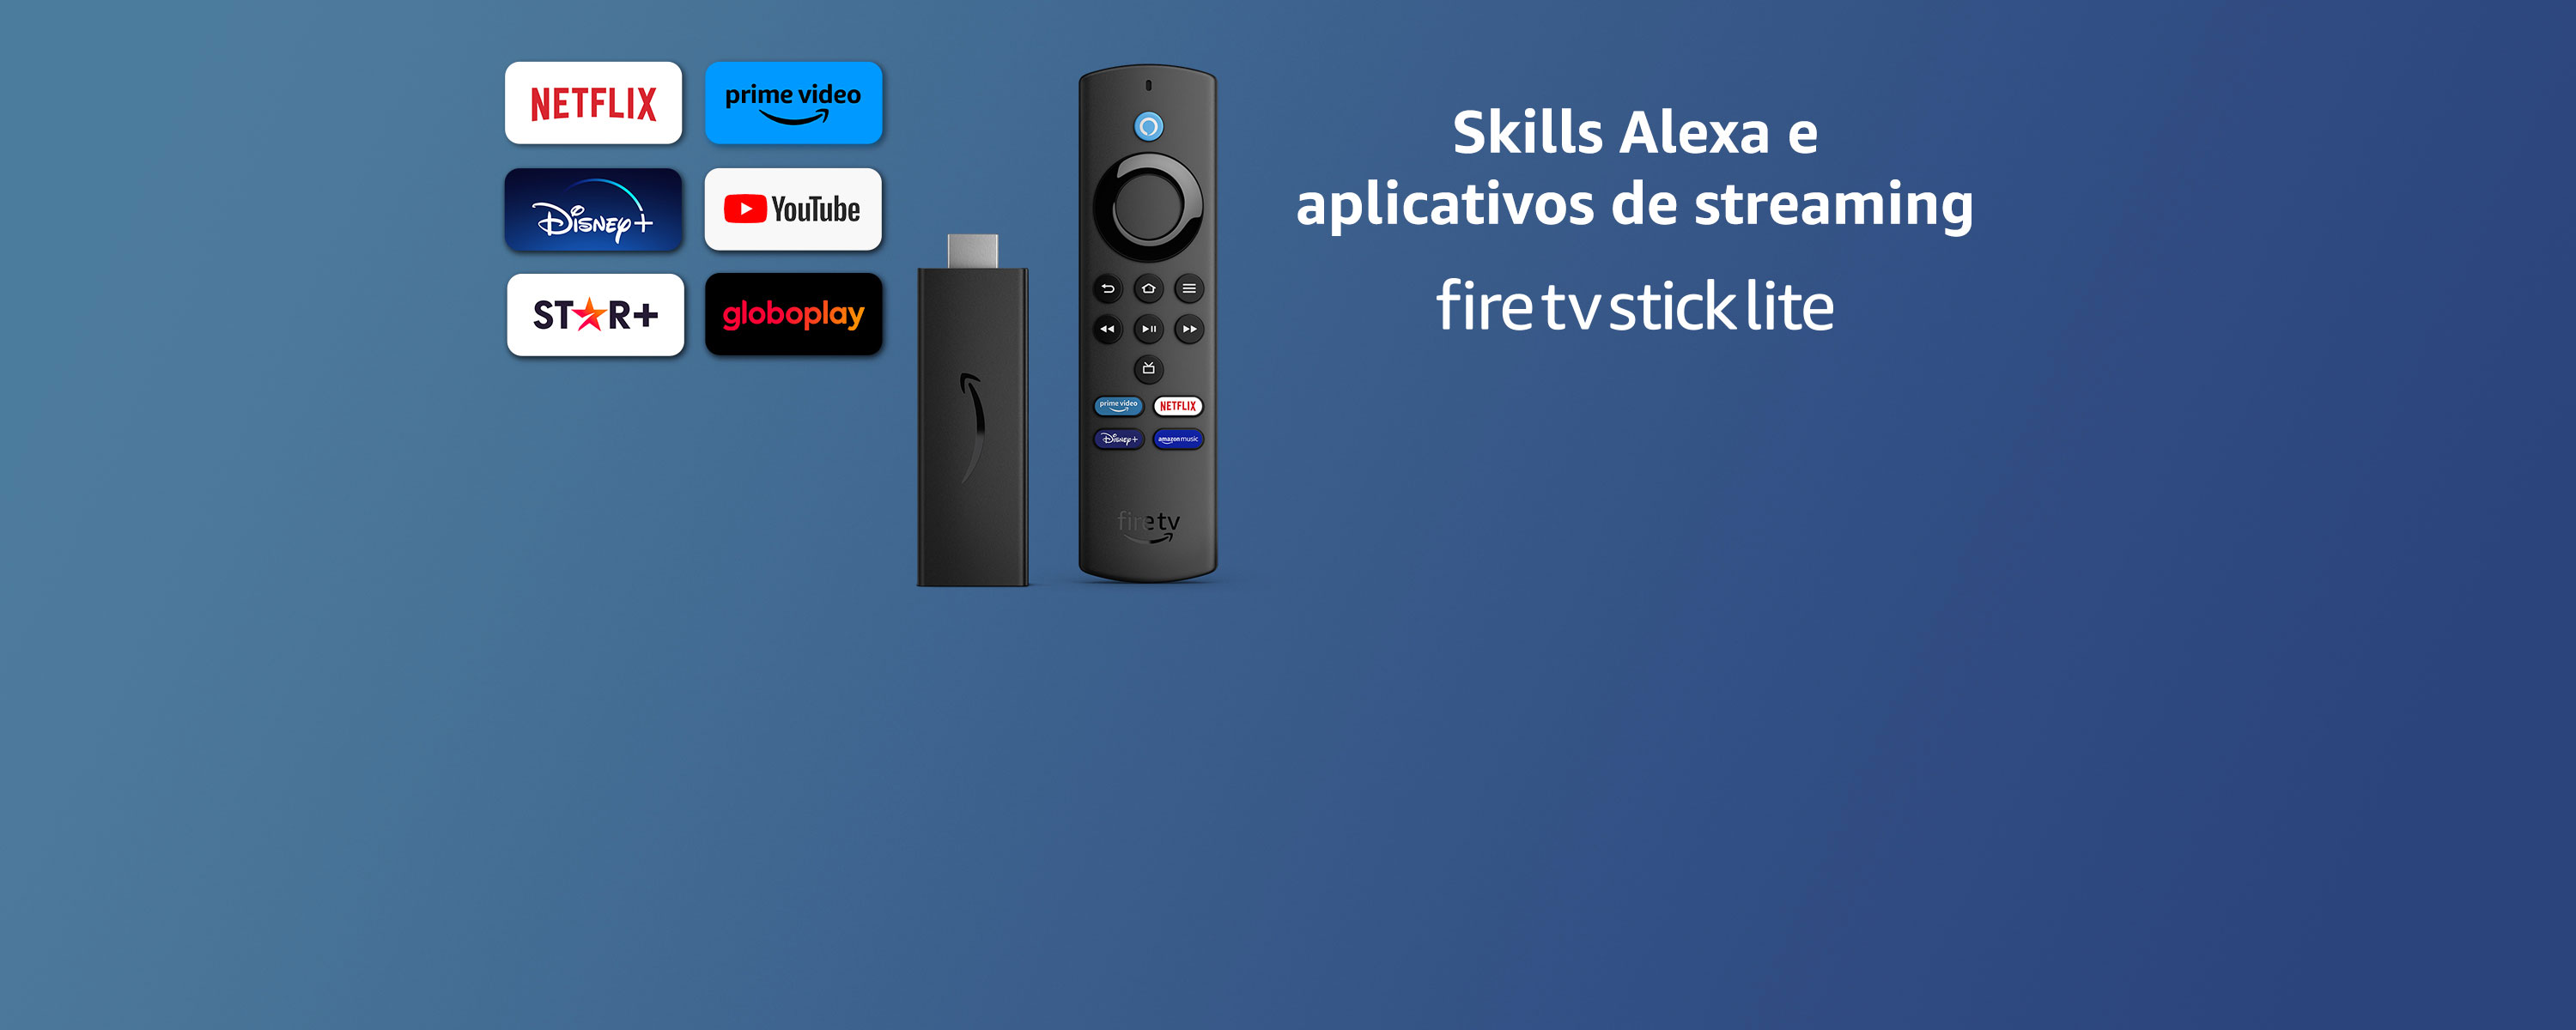 NETFLIX
prime video
Disney+
YouTube
STAR+
globoplay
prime video
NETFLIX
Disney+
amazon music
fire tv
Skills Alexa e
aplicativos de streaming
fire tv stick lite